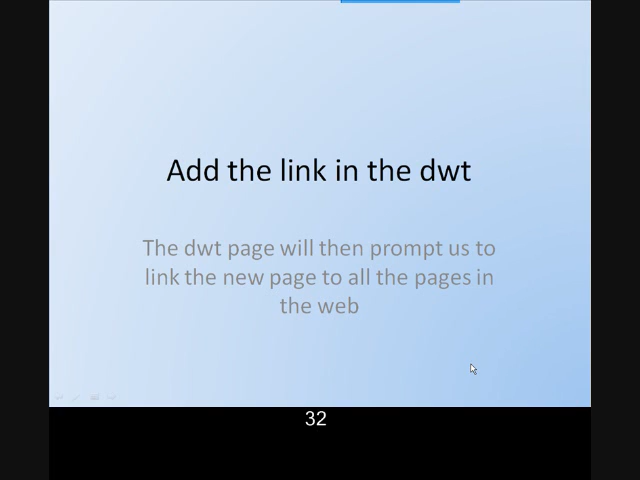 Add the link in the dwt
The dwt page will then prompt us to
link the new page to all the pages in
the web
32